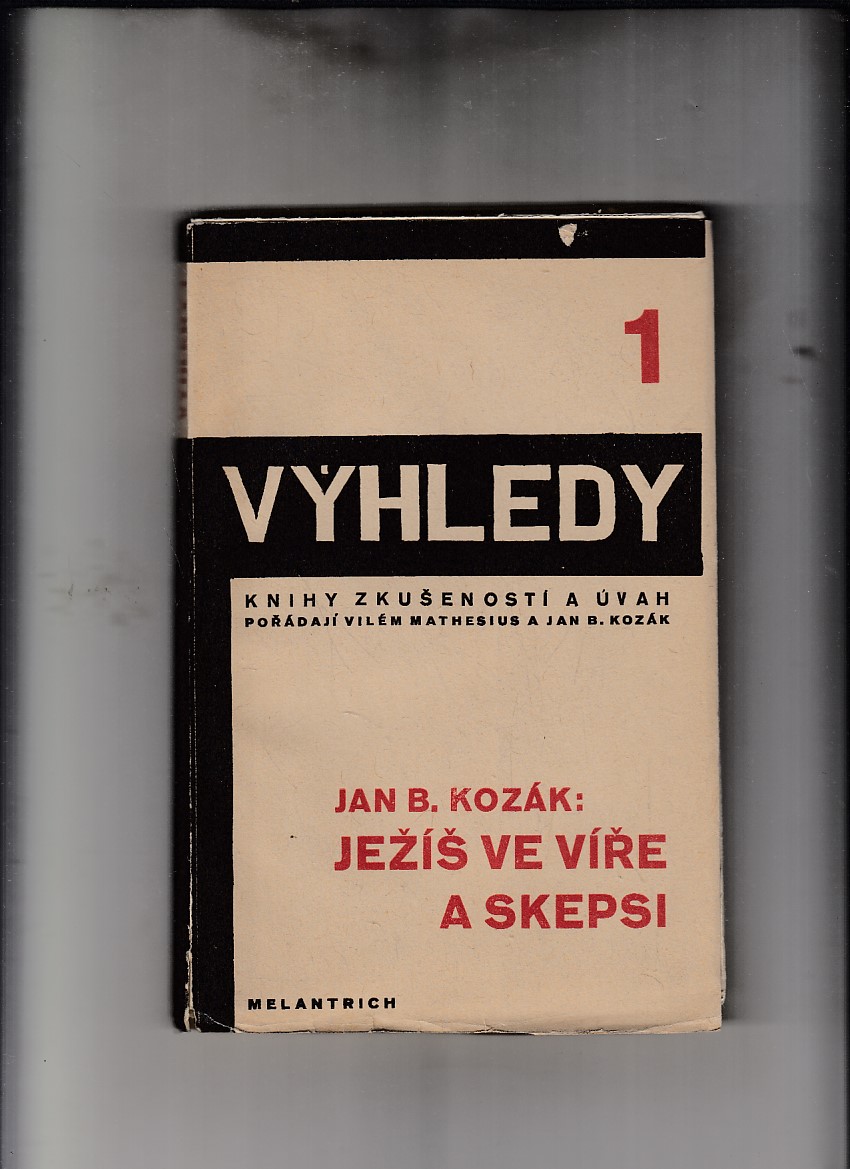 1
VÝHLEDY
KNIHY ZKUŠENOSTÍ A ÚVAH
POŘÁDAJÍ VILÉM MATHESIUS A JAN B. KOZÁK
JAN B. KOZÁK:
JEŽÍŠ VE VÍŘE
A SKEPSI
MELANTRICH